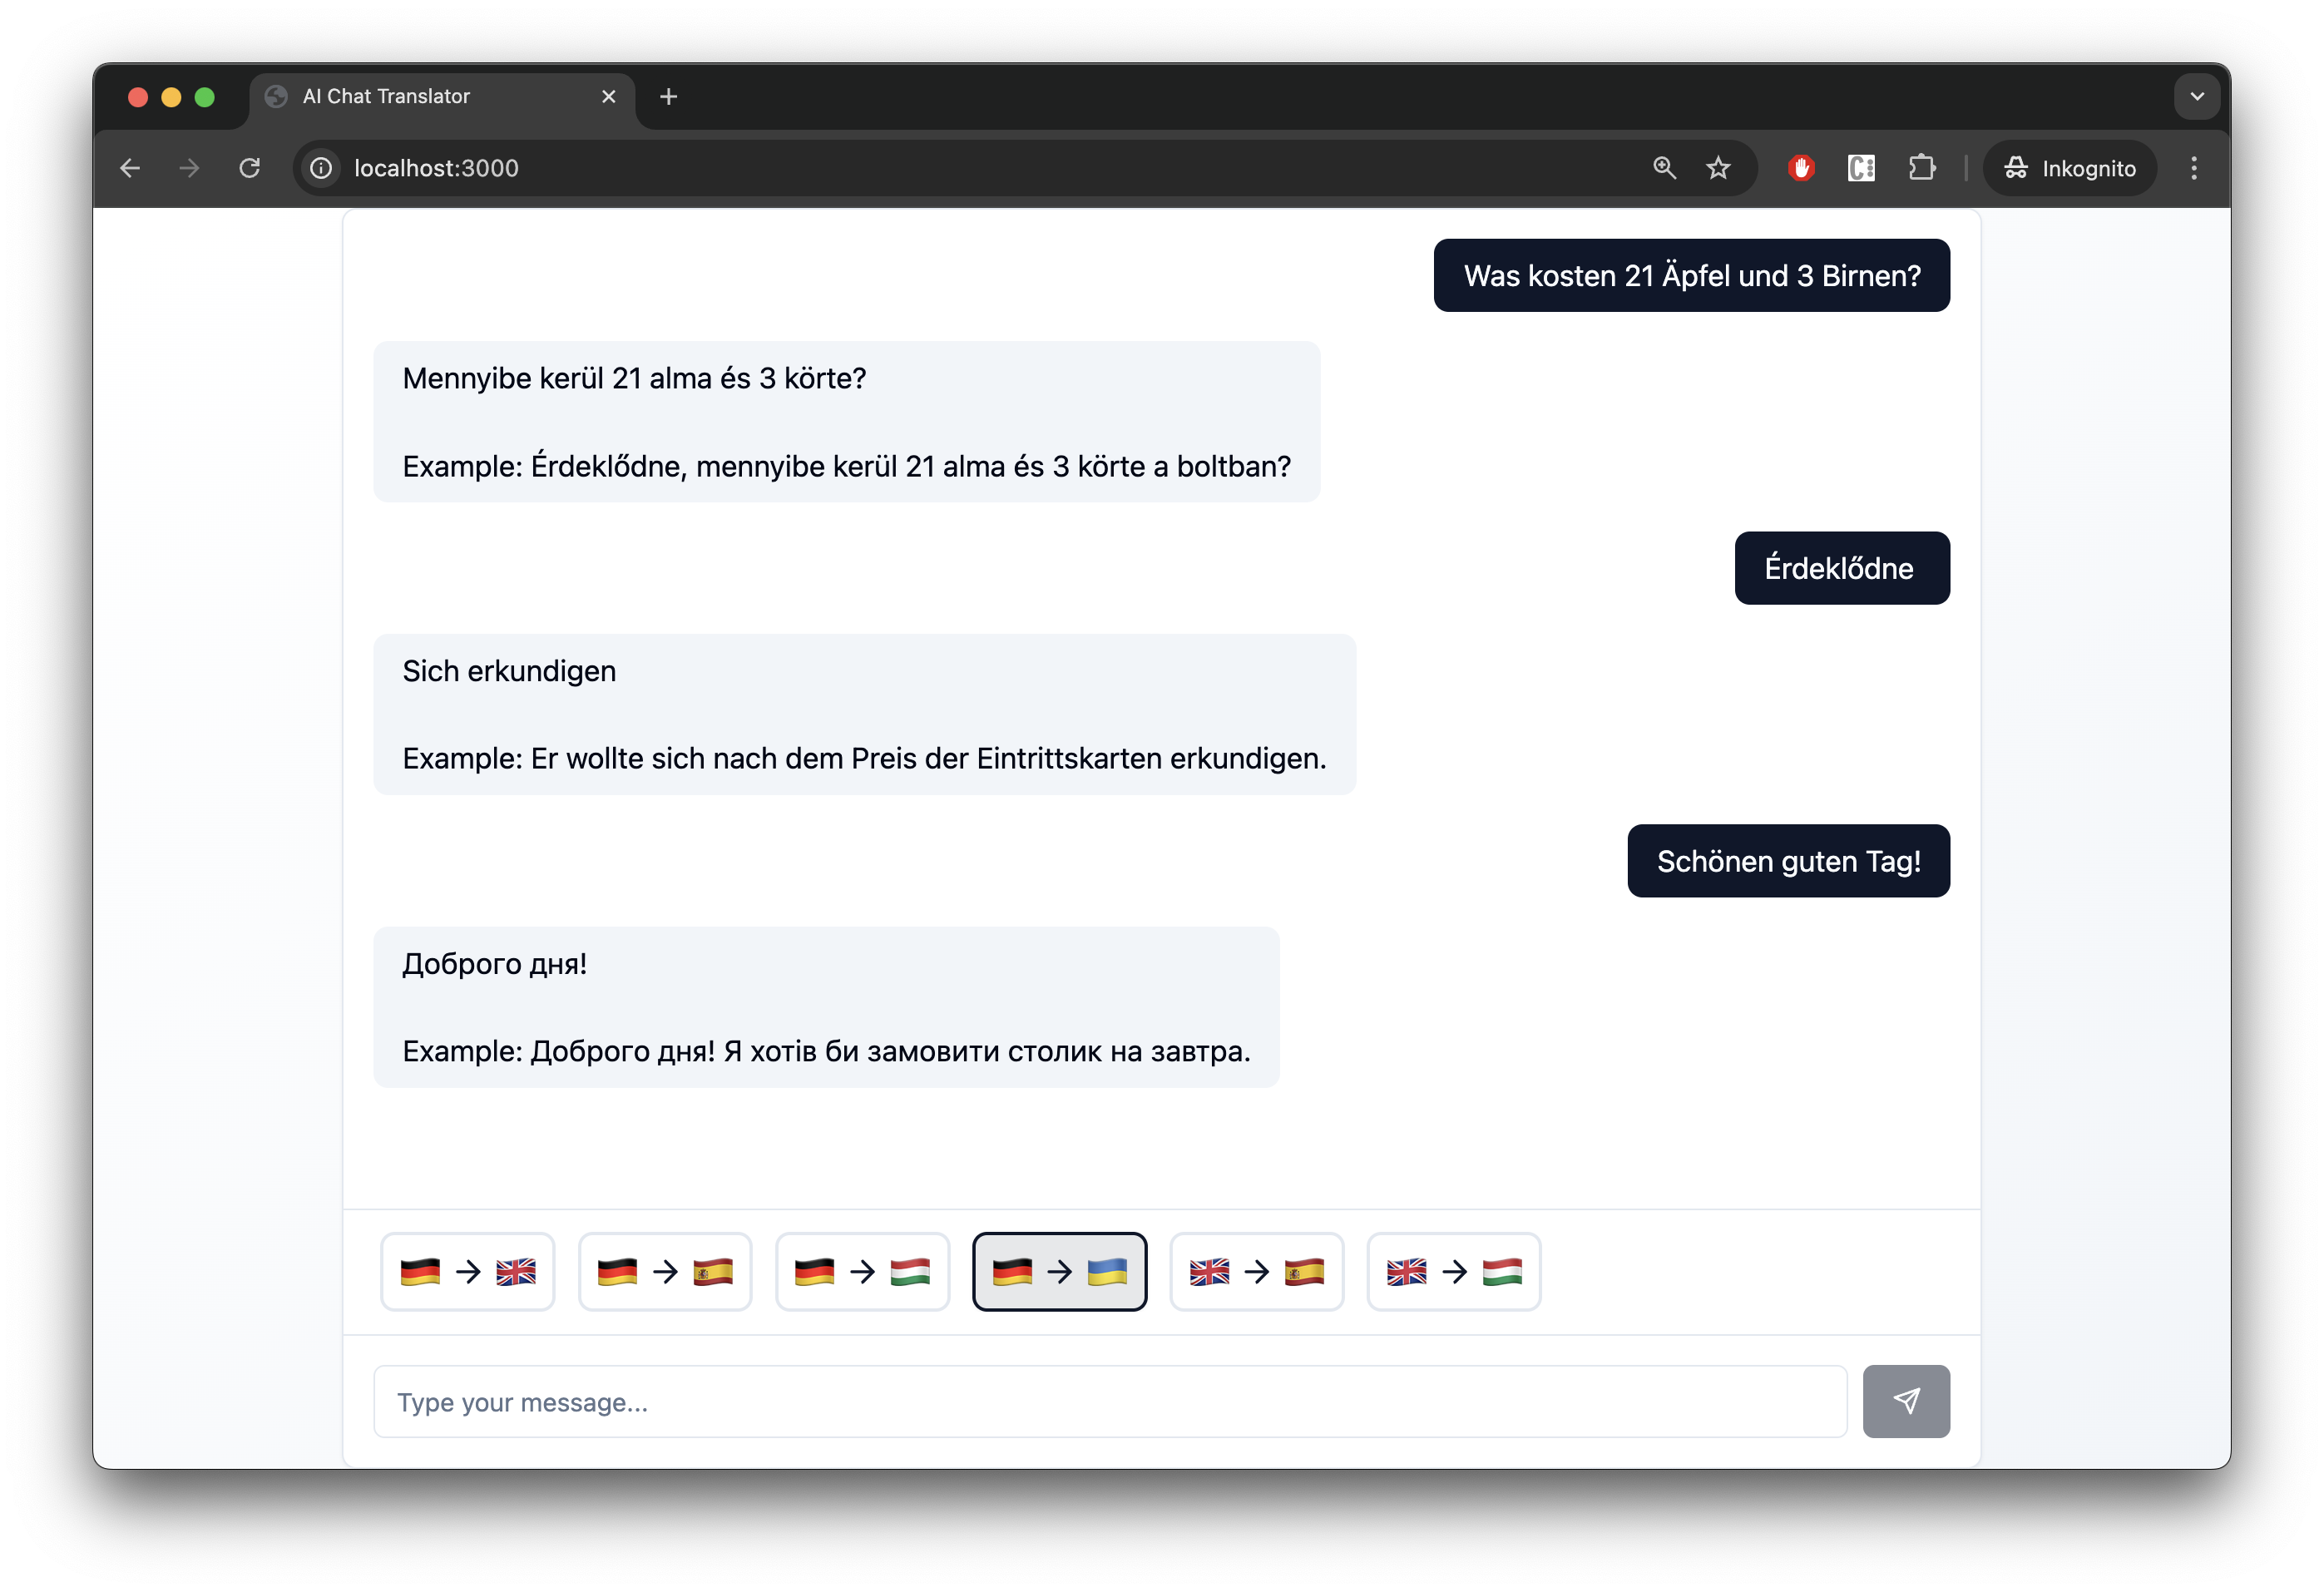 AI Chat Translator
localhost:3000
Inkognito
Was kosten 21 Äpfel und 3 Birnen?
Mennyibe kerül 21 alma és 3 körte?
Example: Érdeklődne, mennyibe kerül 21 alma és 3 körte a boltban?
Érdeklődne
Sich erkundigen
Example: Er wollte sich nach dem Preis der Eintrittskarten erkundigen.
Schönen guten Tag!
Доброго дня!
Example: Доброго дня! Я хотів би замовити столик на завтра.
Type your message...